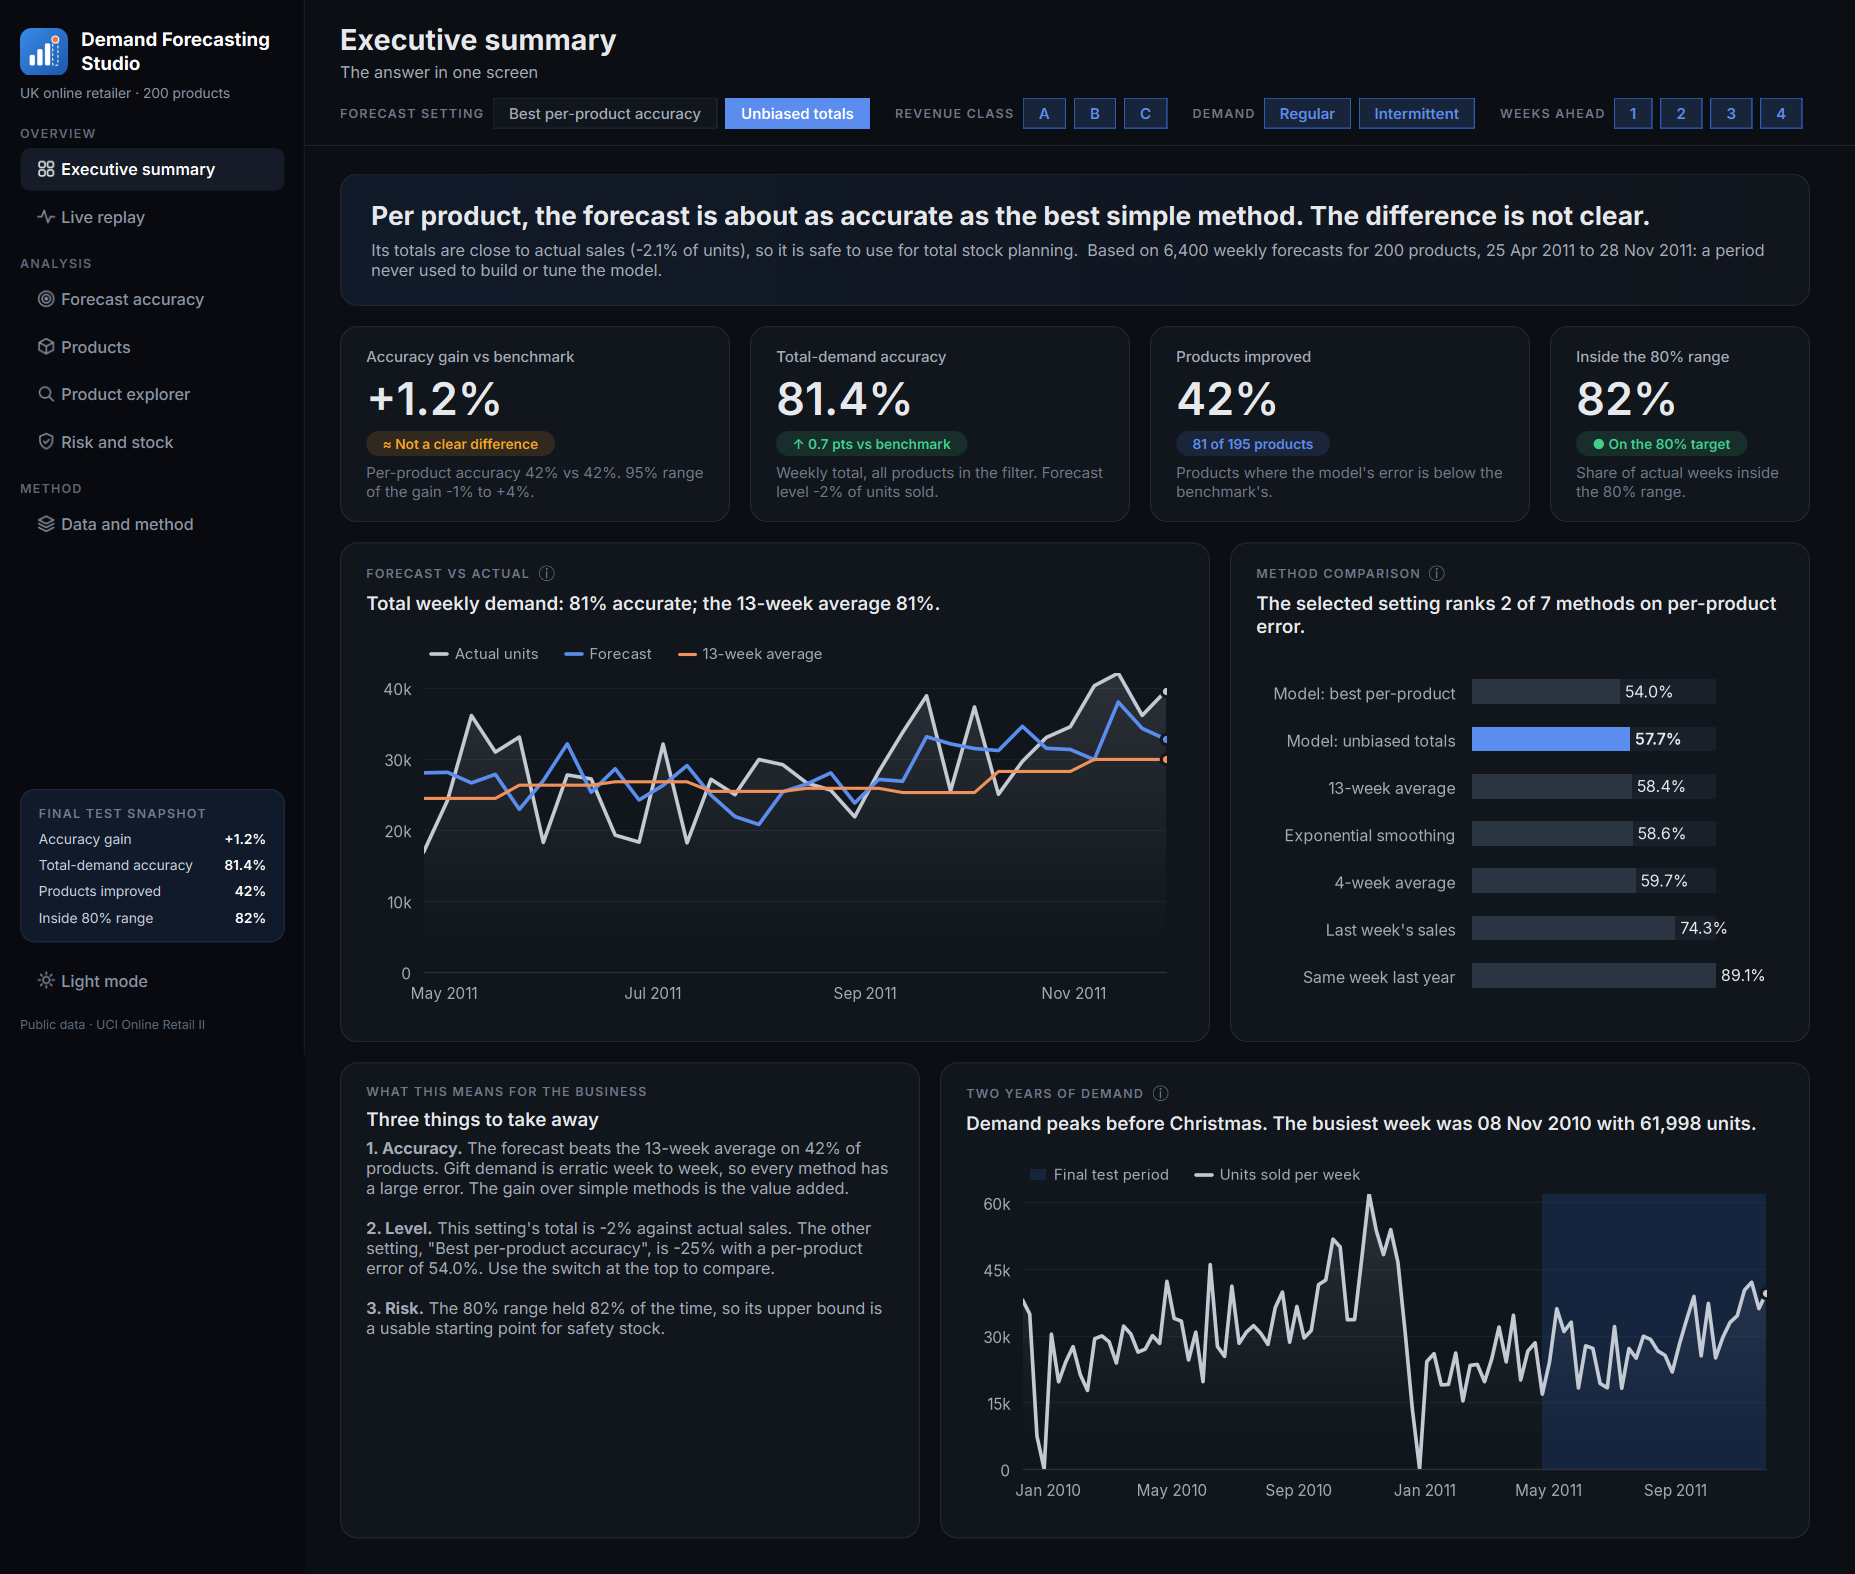 Demand Forecasting
Studio
UK online retailer · 200 products
OVERVIEW
Executive summary
Live replay
ANALYSIS
Forecast accuracy
Products
Product explorer
Risk and stock
METHOD
Data and method
FINAL TEST SNAPSHOT
Accuracy gain +1.2%
Total-demand accuracy 81.4%
Products improved 42%
Inside 80% range 82%
Light mode
Public data · UCI Online Retail II
Executive summary
The answer in one screen
FORECAST SETTING Best per-product accuracy Unbiased totals REVENUE CLASS A B C DEMAND Regular Intermittent WEEKS AHEAD 1 2 3 4
Per product, the forecast is about as accurate as the best simple method. The difference is not clear.
Its totals are close to actual sales (-2.1% of units), so it is safe to use for total stock planning. Based on 6,400 weekly forecasts for 200 products, 25 Apr 2011 to 28 Nov 2011: a period
never used to build or tune the model.
Accuracy gain vs benchmark
+1.2%
≈ Not a clear difference
Per-product accuracy 42% vs 42%. 95% range
of the gain -1% to +4%.
Total-demand accuracy
81.4%
↑ 0.7 pts vs benchmark
Weekly total, all products in the filter. Forecast
level -2% of units sold.
Products improved
42%
81 of 195 products
Products where the model's error is below the
benchmark's.
Inside the 80% range
82%
● On the 80% target
Share of actual weeks inside
the 80% range.
FORECAST VS ACTUAL ⓘ
Total weekly demand: 81% accurate; the 13-week average 81%.
Actual units Forecast 13-week average
40k
30k
20k
10k
0
May 2011 Jul 2011 Sep 2011 Nov 2011
METHOD COMPARISON ⓘ
The selected setting ranks 2 of 7 methods on per-product
error.
Model: best per-product 54.0%
Model: unbiased totals 57.7%
13-week average 58.4%
Exponential smoothing 58.6%
4-week average 59.7%
Last week's sales 74.3%
Same week last year 89.1%
WHAT THIS MEANS FOR THE BUSINESS
Three things to take away
1. Accuracy. The forecast beats the 13-week average on 42% of
products. Gift demand is erratic week to week, so every method has
a large error. The gain over simple methods is the value added.
2. Level. This setting's total is -2% against actual sales. The other
setting, "Best per-product accuracy", is -25% with a per-product
error of 54.0%. Use the switch at the top to compare.
3. Risk. The 80% range held 82% of the time, so its upper bound is
a usable starting point for safety stock.
TWO YEARS OF DEMAND ⓘ
Demand peaks before Christmas. The busiest week was 08 Nov 2010 with 61,998 units.
Final test period Units sold per week
60k
45k
30k
15k
0
Jan 2010 May 2010 Sep 2010 Jan 2011 May 2011 Sep 2011